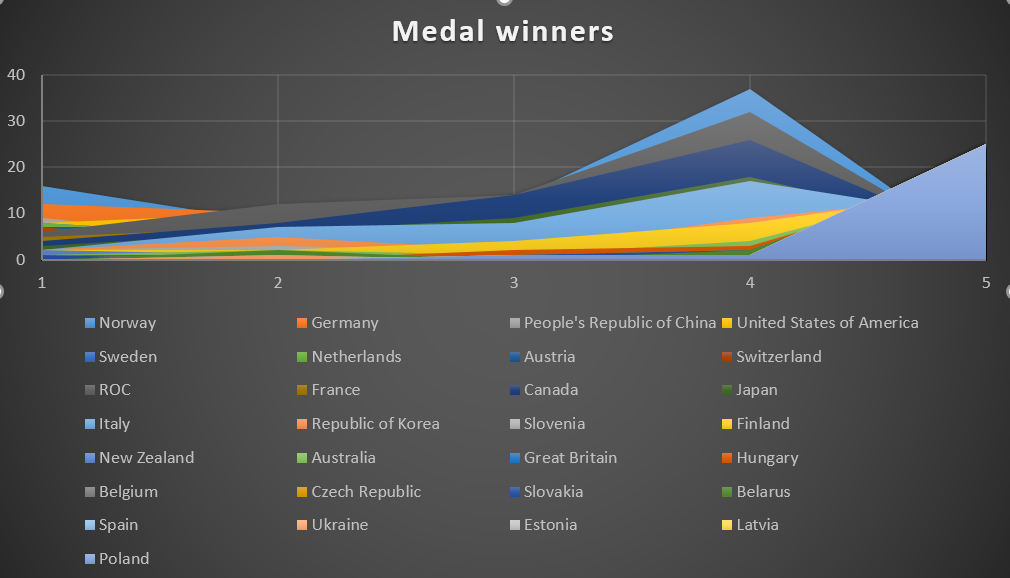 Medal winners
40
30
20
10
0
1 2 3 4 5
Norway Germany People's Republic of China United States of America
Sweden Netherlands Austria Switzerland
ROC France Canada Japan
Italy Republic of Korea Slovenia Finland
New Zealand Australia Great Britain Hungary
Belgium Czech Republic Slovakia Belarus
Spain Ukraine Estonia Latvia
Poland